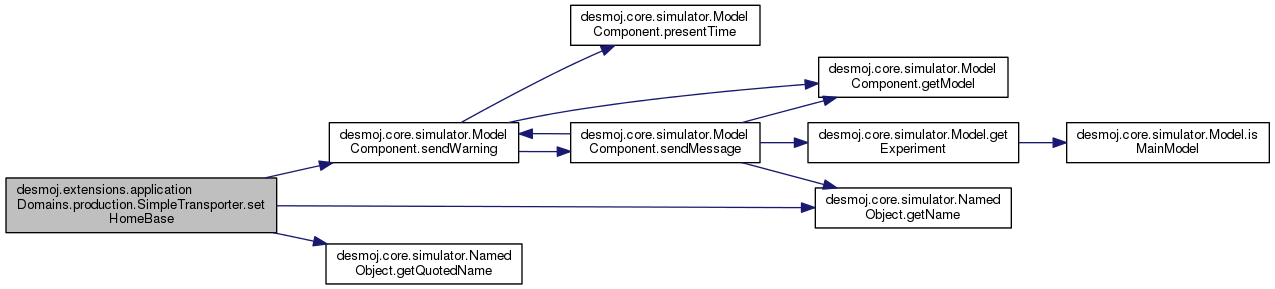 desmoj.core.simulator.Model
Component.presentTime
desmoj.core.simulator.Model
Component.getModel
desmoj.core.simulator.Model
Component.sendWarning
desmoj.core.simulator.Model
Component.sendMessage
desmoj.core.simulator.Model.get
Experiment
desmoj.core.simulator.Model.is
MainModel
desmoj.extensions.application
Domains.production.SimpleTransporter.set
HomeBase
desmoj.core.simulator.Named
Object.getName
desmoj.core.simulator.Named
Object.getQuotedName